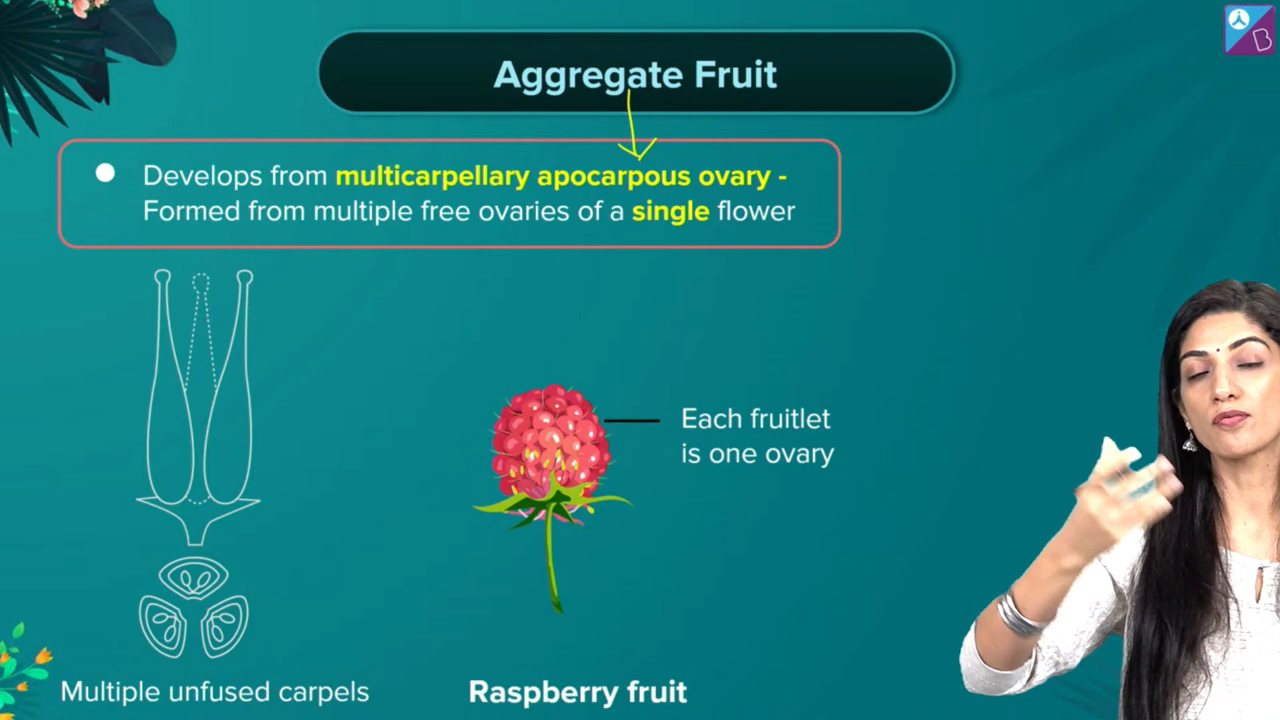 Aggregate Fruit
Develops from multicarpellary apocarpous ovary -
Formed from multiple free ovaries of a single flower
Each fruitlet
is one ovary
Multiple unfused carpels
Raspberry fruit
B